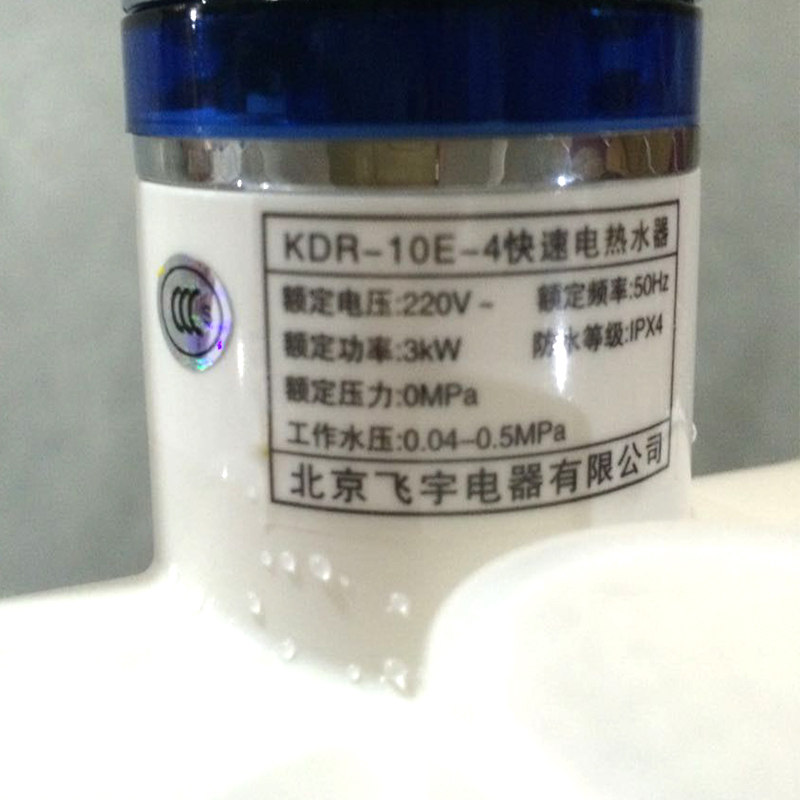 KDR-10E-4快速电热水器
额定电压:220V~ 额定频率:50Hz
额定功率:3kW 防水等级:IPX4
额定压力:0MPa
工作水压:0.04-0.5MPa
北京飞宇电器有限公司